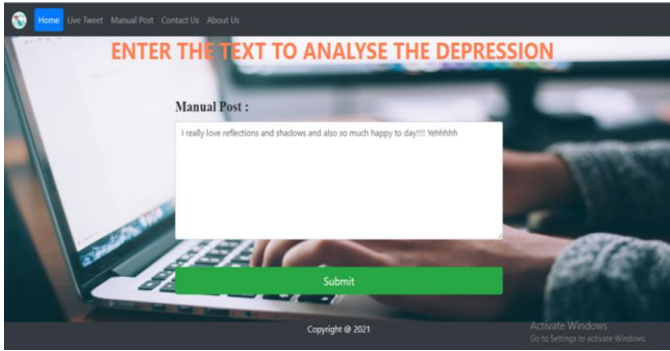 Home Live Tweet Manual Post Contact Us About Us
ENTER THE TEXT TO ANALYSE THE DEPRESSION
Manual Post :
I really love reflections and shadows and also so much happy to day!!!! Yehhhhh
Submit
Copyright @ 2021
Activate Windows
Go to Settings to activate Windows.